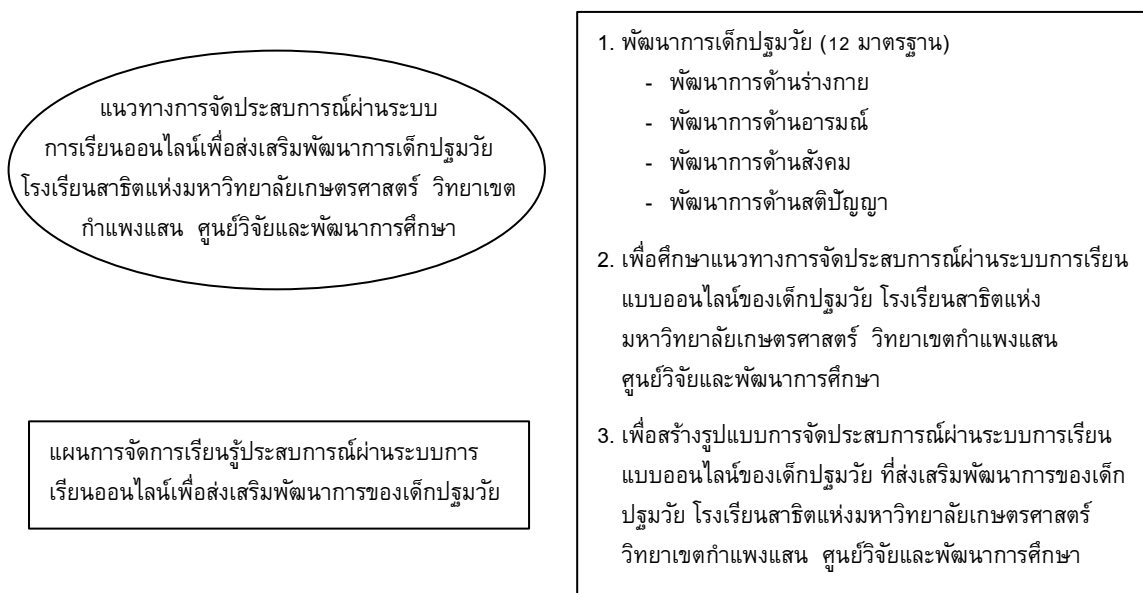 แนวทางการจัดประสบการณ์ผ่านระบบ
การเรียนออนไลน์เพื่อส่งเสริมพัฒนาการเด็กปฐมวัย
โรงเรียนสาธิตแห่งมหาวิทยาลัยเกษตรศาสตร์ วิทยาเขต
กำแพงแสน ศูนย์วิจัยและพัฒนาการศึกษา
แผนการจัดการเรียนรู้ประสบการณ์ผ่านระบบการ
เรียนออนไลน์เพื่อส่งเสริมพัฒนาการของเด็กปฐมวัย
1. พัฒนาการเด็กปฐมวัย (12 มาตรฐาน)
- พัฒนาการด้านร่างกาย
- พัฒนาการด้านอารมณ์
- พัฒนาการด้านสังคม
- พัฒนาการด้านสติปัญญา
2. เพื่อศึกษาแนวทางการจัดประสบการณ์ผ่านระบบการเรียน
แบบออนไลน์ของเด็กปฐมวัย โรงเรียนสาธิตแห่ง
มหาวิทยาลัยเกษตรศาสตร์ วิทยาเขตกำแพงแสน
ศูนย์วิจัยและพัฒนาการศึกษา
3. เพื่อสร้างรูปแบบการจัดประสบการณ์ผ่านระบบการเรียน
แบบออนไลน์ของเด็กปฐมวัย ที่ส่งเสริมพัฒนาการของเด็ก
ปฐมวัย โรงเรียนสาธิตแห่งมหาวิทยาลัยเกษตรศาสตร์
วิทยาเขตกำแพงแสน ศูนย์วิจัยและพัฒนาการศึกษา